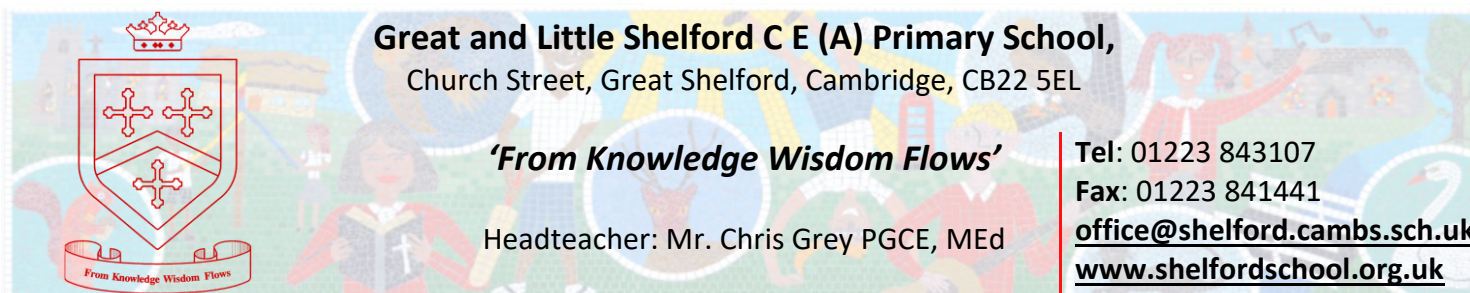 Great and Little Shelford C E (A) Primary School,
Church Street, Great Shelford, Cambridge, CB22 5EL
‘From Knowledge Wisdom Flows’
Headteacher: Mr. Chris Grey PGCE, MEd
Tel: 01223 843107
Fax: 01223 841441
office@shelford.cambs.sch.uk
www.shelfordschool.org.uk
From Knowledge Wisdom Flows